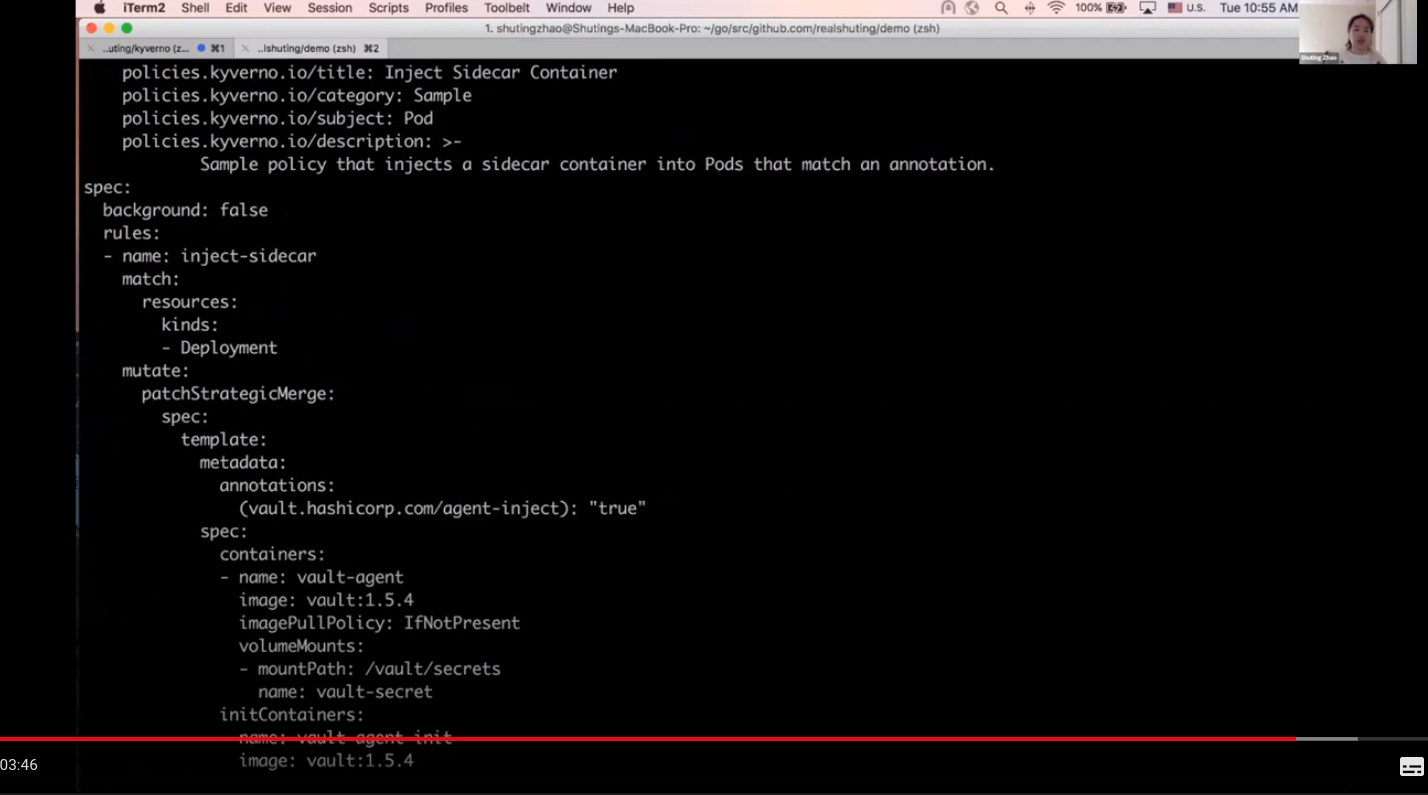 iTerm2 Shell Edit View Session Scripts Profiles Toolbelt Window Help 100% U.S. Tue 10:55 AM
1. shutingzhao@Shutings-MacBook-Pro: ~/go/src/github.com/realshuting/demo (zsh)
..uting/kyverno (z... ⌘1 ..lshuting/demo (zsh) ⌘2
Shuting Zhao
policies.kyverno.io/title: Inject Sidecar Container
policies.kyverno.io/category: Sample
policies.kyverno.io/subject: Pod
policies.kyverno.io/description: >-
Sample policy that injects a sidecar container into Pods that match an annotation.
spec:
background: false
rules:
- name: inject-sidecar
match:
resources:
kinds:
- Deployment
mutate:
patchStrategicMerge:
spec:
template:
metadata:
annotations:
(vault.hashicorp.com/agent-inject): "true"
spec:
containers:
- name: vault-agent
image: vault:1.5.4
imagePullPolicy: IfNotPresent
volumeMounts:
- mountPath: /vault/secrets
name: vault-secret
initContainers:
name: vault-agent-init
image: vault:1.5.4
03:46